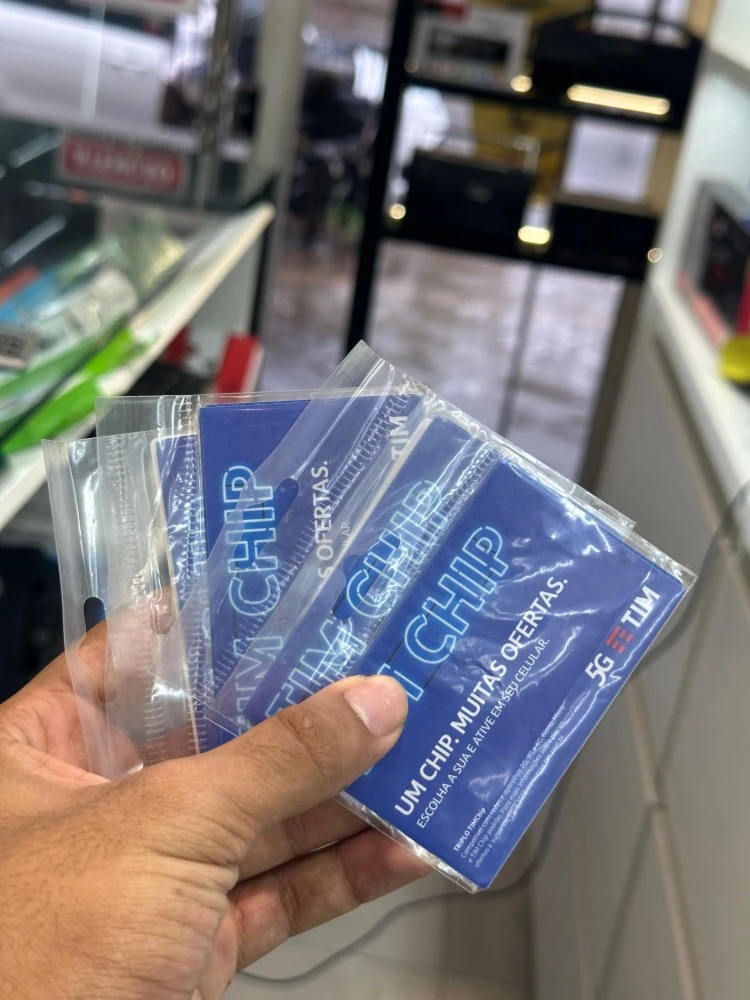 TIM
CHIP
S OFERTAS.
TIM CHIP
CHIP
UM CHIP. MUITAS OFERTAS.
ESCOLHA A SUA E ATIVE EM SEU CELULAR.
5G TIM
TRIPLO TIMChip